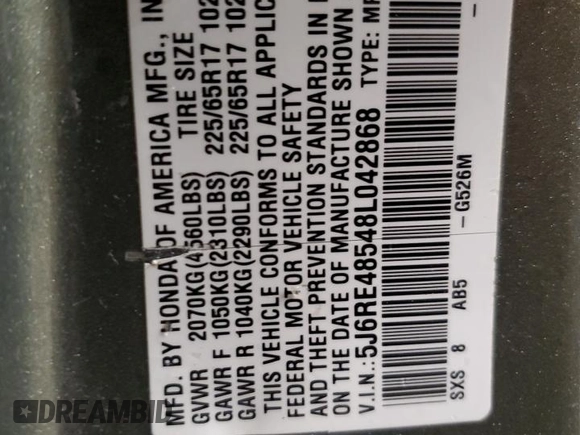 MFD. BY HONDA OF AMERICA MFG., IN
TIRE SIZE
GVWR 2070KG(4560LBS)
GAWR F 1050KG(2310LBS) 225/65R17 102
GAWR R 1040KG(2290LBS) 225/65R17 102
THIS VEHICLE CONFORMS TO ALL APPLIC
FEDERAL MOTOR VEHICLE SAFETY
AND THEFT PREVENTION STANDARDS IN
ON THE DATE OF MANUFACTURE SHOWN
V.I.N.:5J6RE48548L042868 TYPE: MP
SXS 8 AB5 G526M
DREAMBID